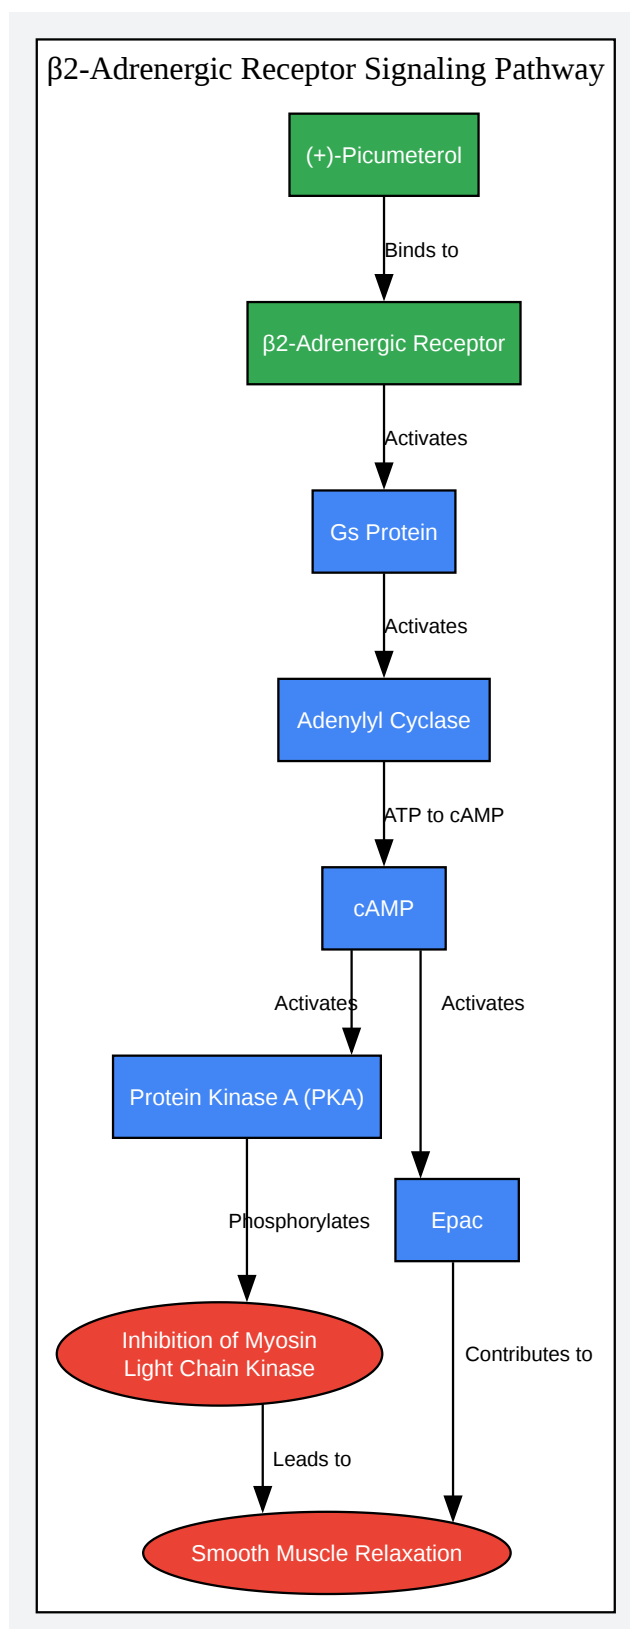 β2-Adrenergic Receptor Signaling Pathway
(+)-Picumeterol
Binds to
β2-Adrenergic Receptor
Activates
Gs Protein
Activates
Adenylyl Cyclase
ATP to cAMP
cAMP
Activates
Activates
Protein Kinase A (PKA)
Phosphorylates
Epac
Inhibition of Myosin
Light Chain Kinase
Contributes to
Leads to
Smooth Muscle Relaxation